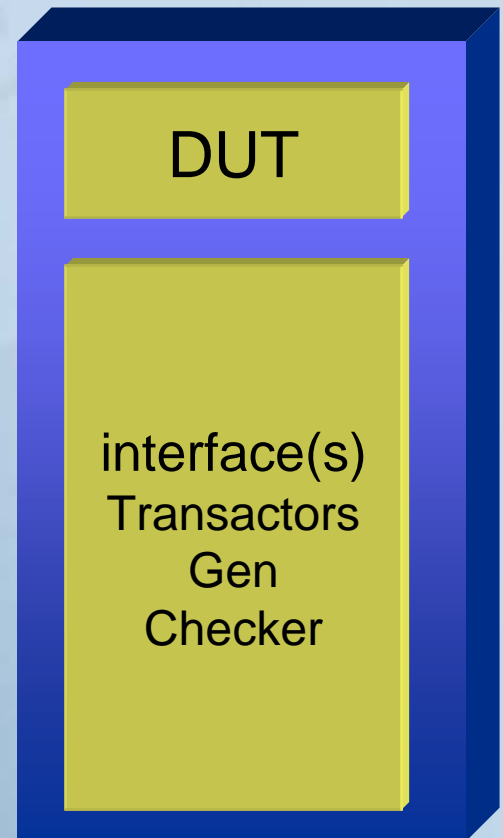 DUT
interface(s)
Transactors
Gen
Checker